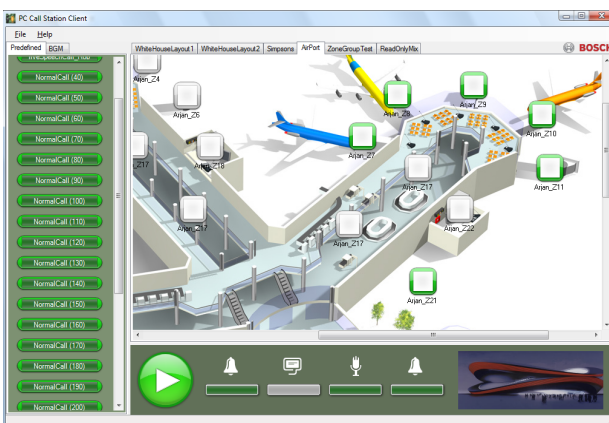 PC Call Station Client
File Help
Predefined BGM
WhiteHouseLayout1 WhiteHouseLayout2 Simpsons AirPort ZoneGroupTest ReadOnlyMix
BOSCH
NormalCall (40)
NormalCall (50)
NormalCall (60)
NormalCall (70)
NormalCall (80)
NormalCall (90)
NormalCall (100)
NormalCall (110)
NormalCall (120)
NormalCall (130)
NormalCall (140)
NormalCall (150)
NormalCall (160)
NormalCall (170)
NormalCall (180)
NormalCall (190)
NormalCall (200)
Arjan_Z4
Arjan_Z6
Arjan_Z8
Arjan_Z9
Arjan_Z10
Arjan_Z7
Arjan_Z17
Arjan_Z18
Arjan_Z17
Arjan_Z11
Arjan_Z17
Arjan_Z17
Arjan_Z22
Arjan_Z21